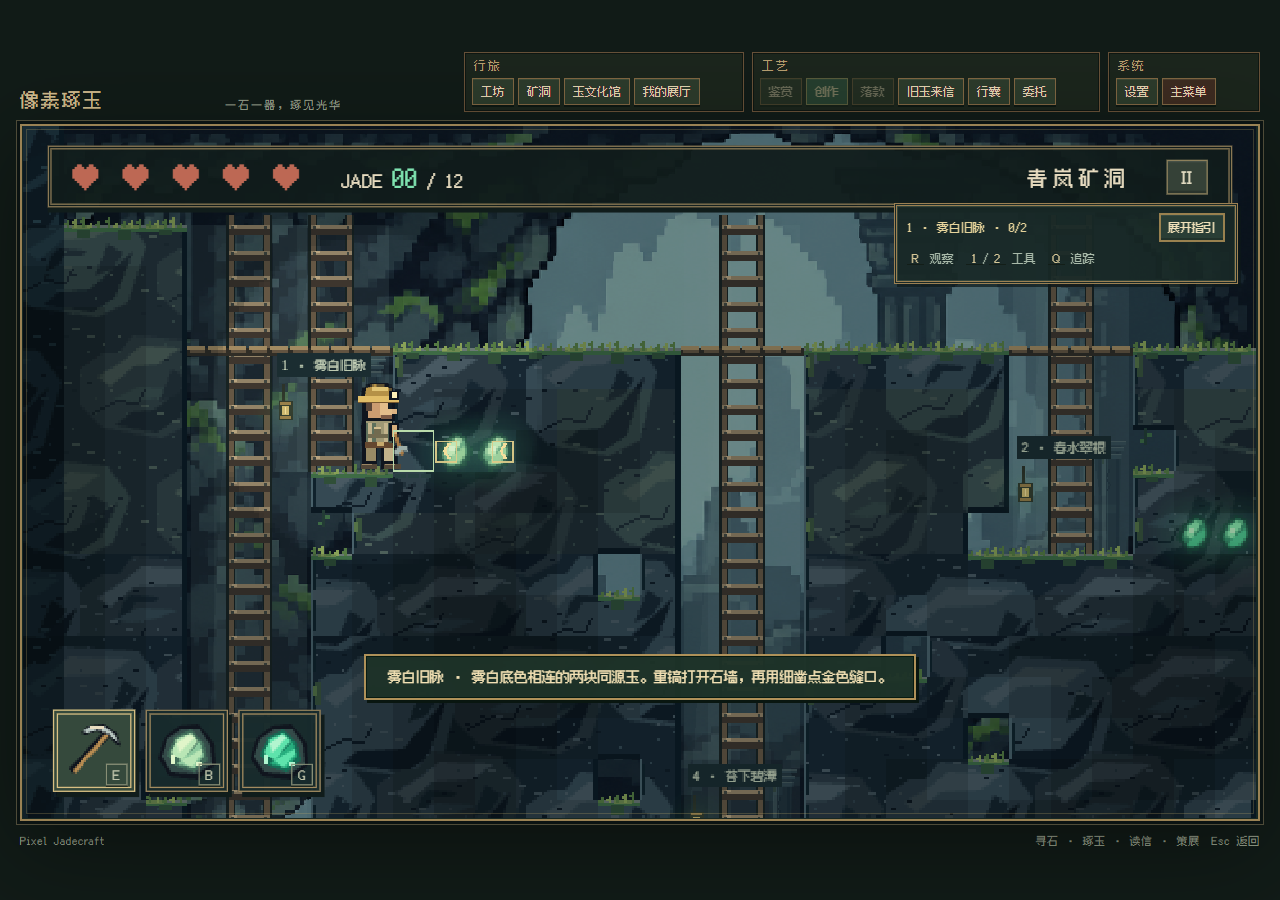 像素琢玉
一石一器，琢见光华
行旅
工坊 矿洞 玉文化馆 我的展厅
工艺
鉴赏 创作 落款 旧玉来信 行囊 委托
系统
设置 主菜单
JADE 00 / 12
青岚矿洞
II
1 · 雾白旧脉 · 0/2
展开指引
R 观察 1 / 2 工具 Q 追踪
1 · 雾白旧脉
2 · 春水翠根
雾白旧脉 · 雾白底色相连的两块同源玉。重镐打开石墙，再用细凿点金色缝口。
4 · 苔下碧潭
E
B
G
Pixel Jadecraft
寻石 · 琢玉 · 读信 · 策展 Esc 返回